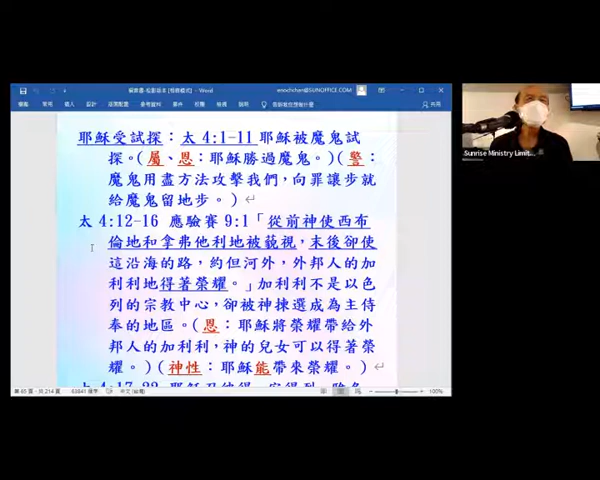 enochshen@SUNOFFICE.COM
Word
共用
耶穌受試探：太 4:1-11 耶穌被魔鬼試
探。(屬、恩：耶穌勝過魔鬼。)(警：
魔鬼用盡方法攻擊我們，向罪讓步就
給魔鬼留地步。)
太 4:12-16 應驗賽 9:1「從前神使西布
倫地和拿弗他利地被藐視，末後卻使
這沿海的路，約但河外，外邦人的加
利利地得著榮耀。」加利利不是以色
列的宗教中心，卻被神揀選成為主侍
奉的地區。(恩：耶穌將榮耀帶給外
邦人的加利利，神的兒女可以得著榮
耀。)(神性：耶穌能帶來榮耀。)
100%
Sunrise Ministry Limit...